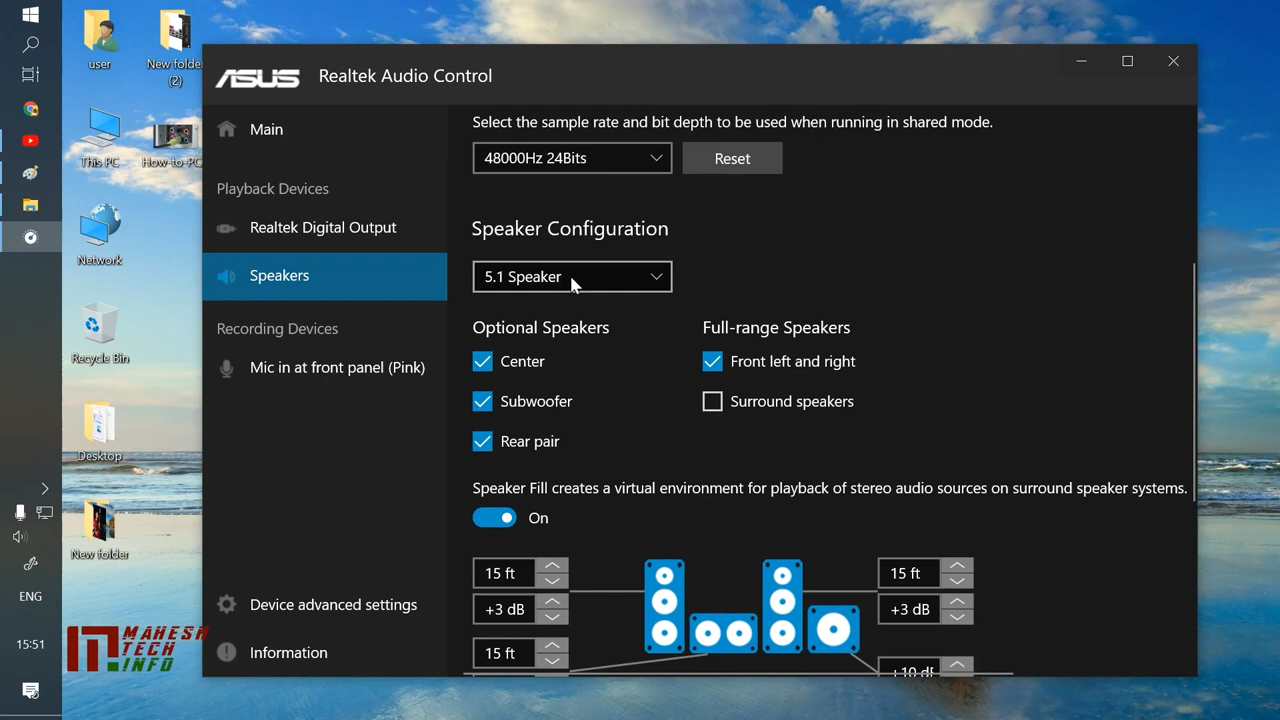 user
New folde
(2)
This PC
How-to-PC
Network
Recycle Bin
Desktop
New folder
ENG
15:51
MAHESH
TECH
.INFO
ASUS
Realtek Audio Control
Main
Playback Devices
Realtek Digital Output
Speakers
Recording Devices
Mic in at front panel (Pink)
Device advanced settings
Information
Select the sample rate and bit depth to be used when running in shared mode.
48000Hz 24Bits
Reset
Speaker Configuration
5.1 Speaker
Optional Speakers
Full-range Speakers
Center
Front left and right
Subwoofer
Surround speakers
Rear pair
Speaker Fill creates a virtual environment for playback of stereo audio sources on surround speaker systems.
On
15 ft
15 ft
+3 dB
+3 dB
15 ft